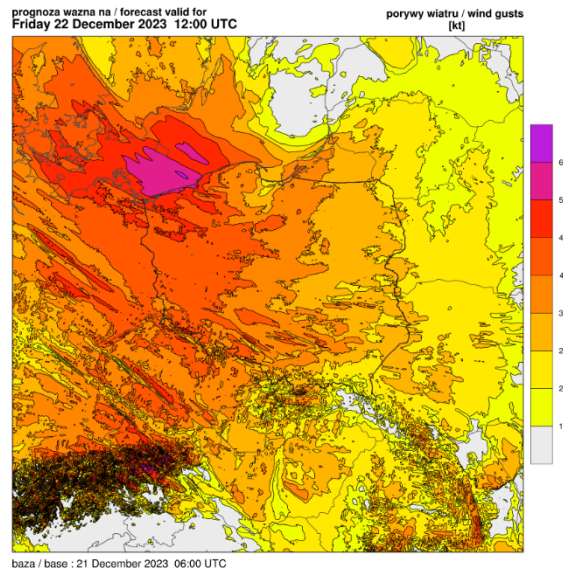 prognoza wazna na / forecast valid for
Friday 22 December 2023 12:00 UTC
porywy wiatru / wind gusts
[kt]
6
5
4
4
3
2
2
1
baza / base : 21 December 2023 06:00 UTC